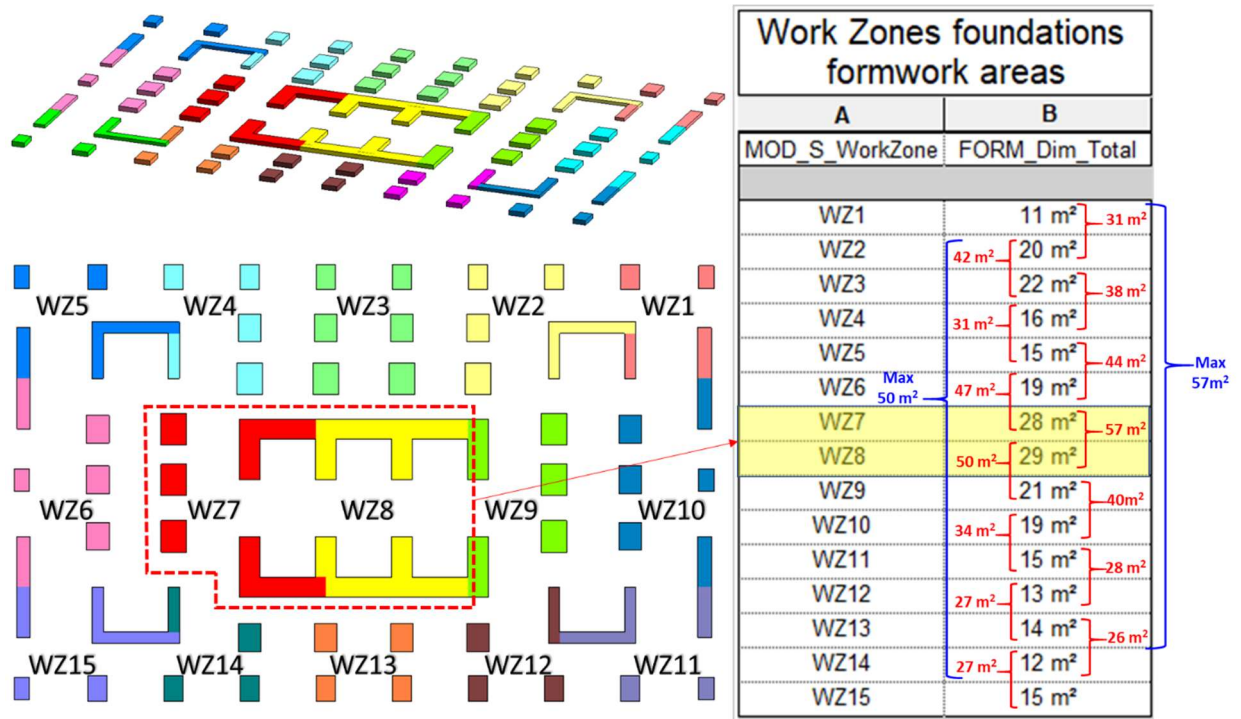 WZ5
WZ4
WZ3
WZ2
WZ1
WZ6
WZ7
WZ8
WZ9
WZ10
WZ15
WZ14
WZ13
WZ12
WZ11
Work Zones foundations
formwork areas
A B
MOD_S_WorkZone FORM_Dim_Total
WZ1 11 m²
WZ2 20 m²
WZ3 22 m²
WZ4 16 m²
WZ5 15 m²
WZ6 19 m²
WZ7 28 m²
WZ8 29 m²
WZ9 21 m²
WZ10 19 m²
WZ11 15 m²
WZ12 13 m²
WZ13 14 m²
WZ14 12 m²
WZ15 15 m²
42 m²
31 m²
47 m²
50 m²
34 m²
27 m²
27 m²
31 m²
38 m²
44 m²
57 m²
40m²
28 m²
26 m²
Max
50 m²
Max
57m²